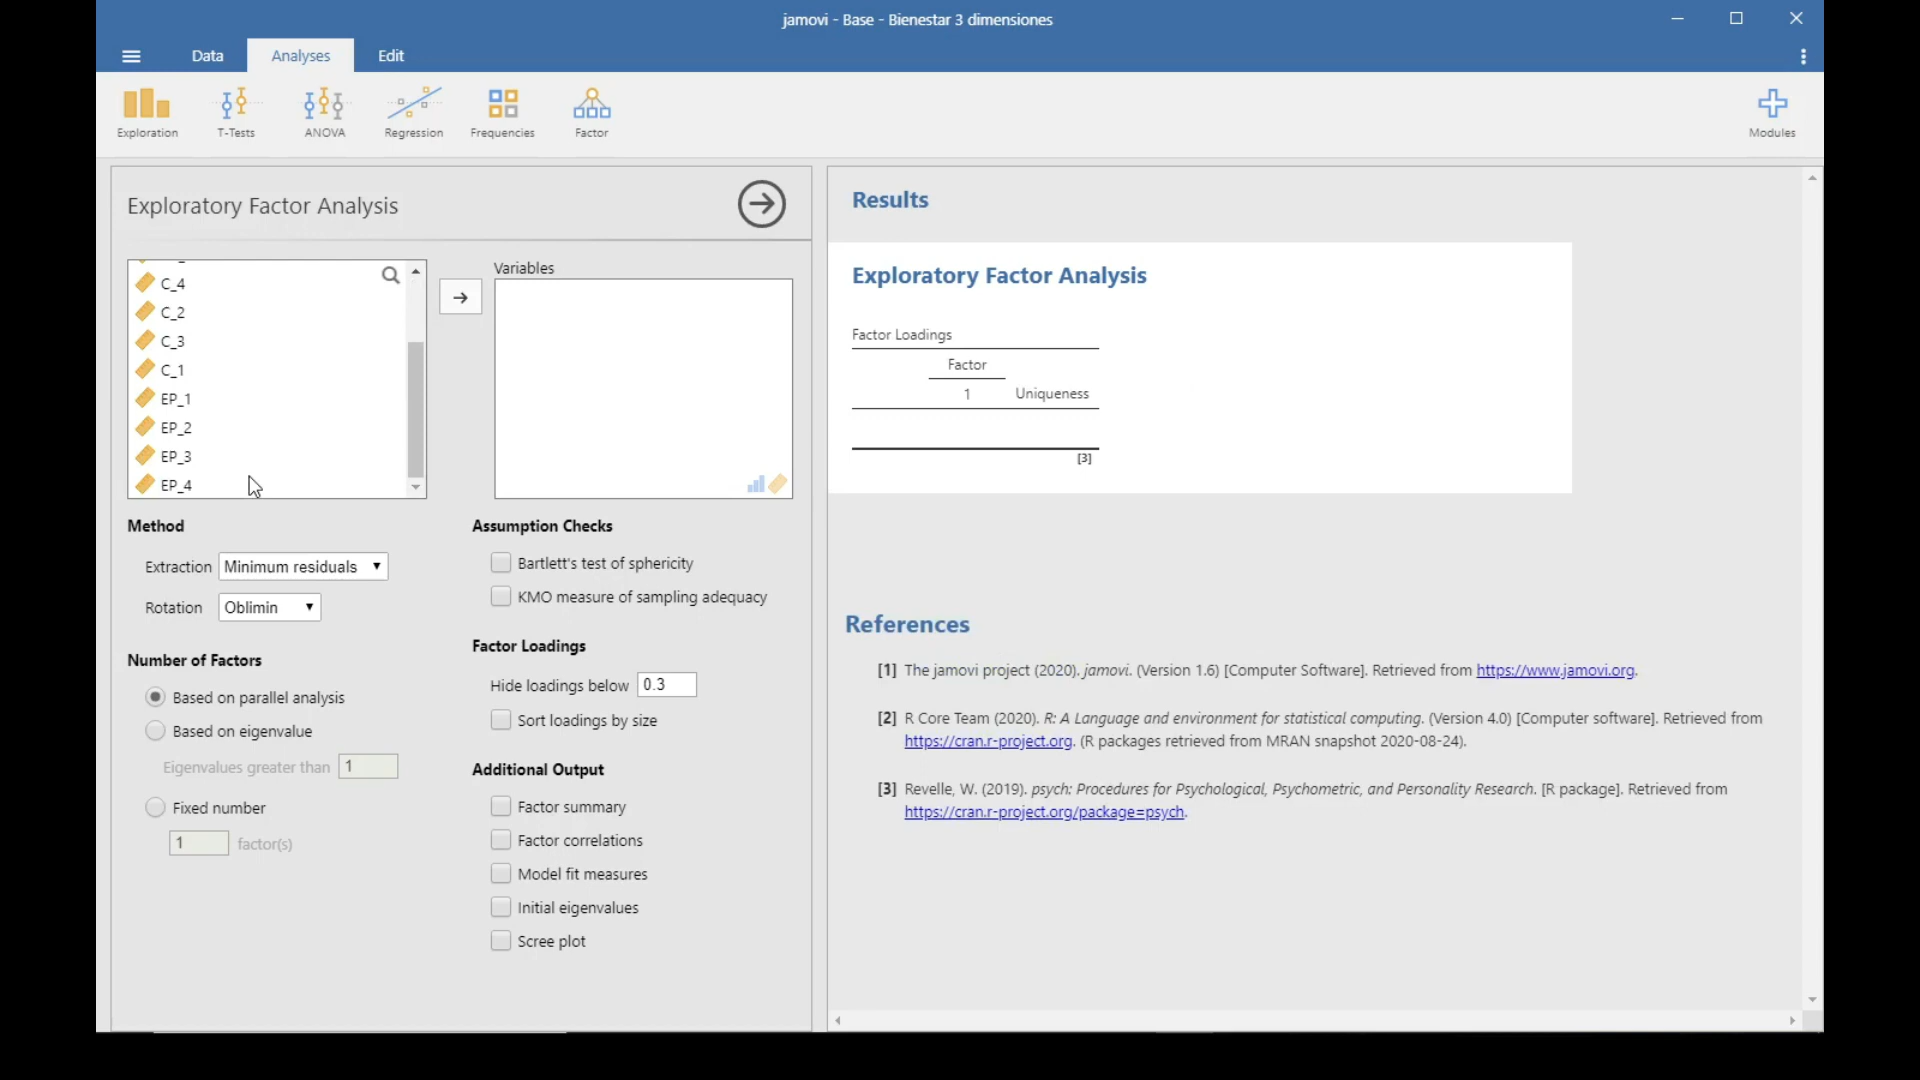 jamovi - Base - Bienestar 3 dimensiones
Data
Analyses
Edit
Exploration
T-Tests
ANOVA
Regression
Frequencies
Factor
Modules
Exploratory Factor Analysis
C_4
C_2
C_3
C_1
EP_1
EP_2
EP_3
EP_4
Variables
Method
Extraction Minimum residuals
Rotation Oblimin
Number of Factors
Based on parallel analysis
Based on eigenvalue
Eigenvalues greater than 1
Fixed number
1 factor(s)
Assumption Checks
Bartlett's test of sphericity
KMO measure of sampling adequacy
Factor Loadings
Hide loadings below 0.3
Sort loadings by size
Additional Output
Factor summary
Factor correlations
Model fit measures
Initial eigenvalues
Scree plot
Results
Exploratory Factor Analysis
Factor Loadings
Factor
1 Uniqueness
[3]
References
[1] The jamovi project (2020). jamovi. (Version 1.6) [Computer Software]. Retrieved from https://www.jamovi.org.
[2] R Core Team (2020). R: A Language and environment for statistical computing. (Version 4.0) [Computer software]. Retrieved from
https://cran.r-project.org. (R packages retrieved from MRAN snapshot 2020-08-24).
[3] Revelle, W. (2019). psych: Procedures for Psychological, Psychometric, and Personality Research. [R package]. Retrieved from
https://cran.r-project.org/package=psych.